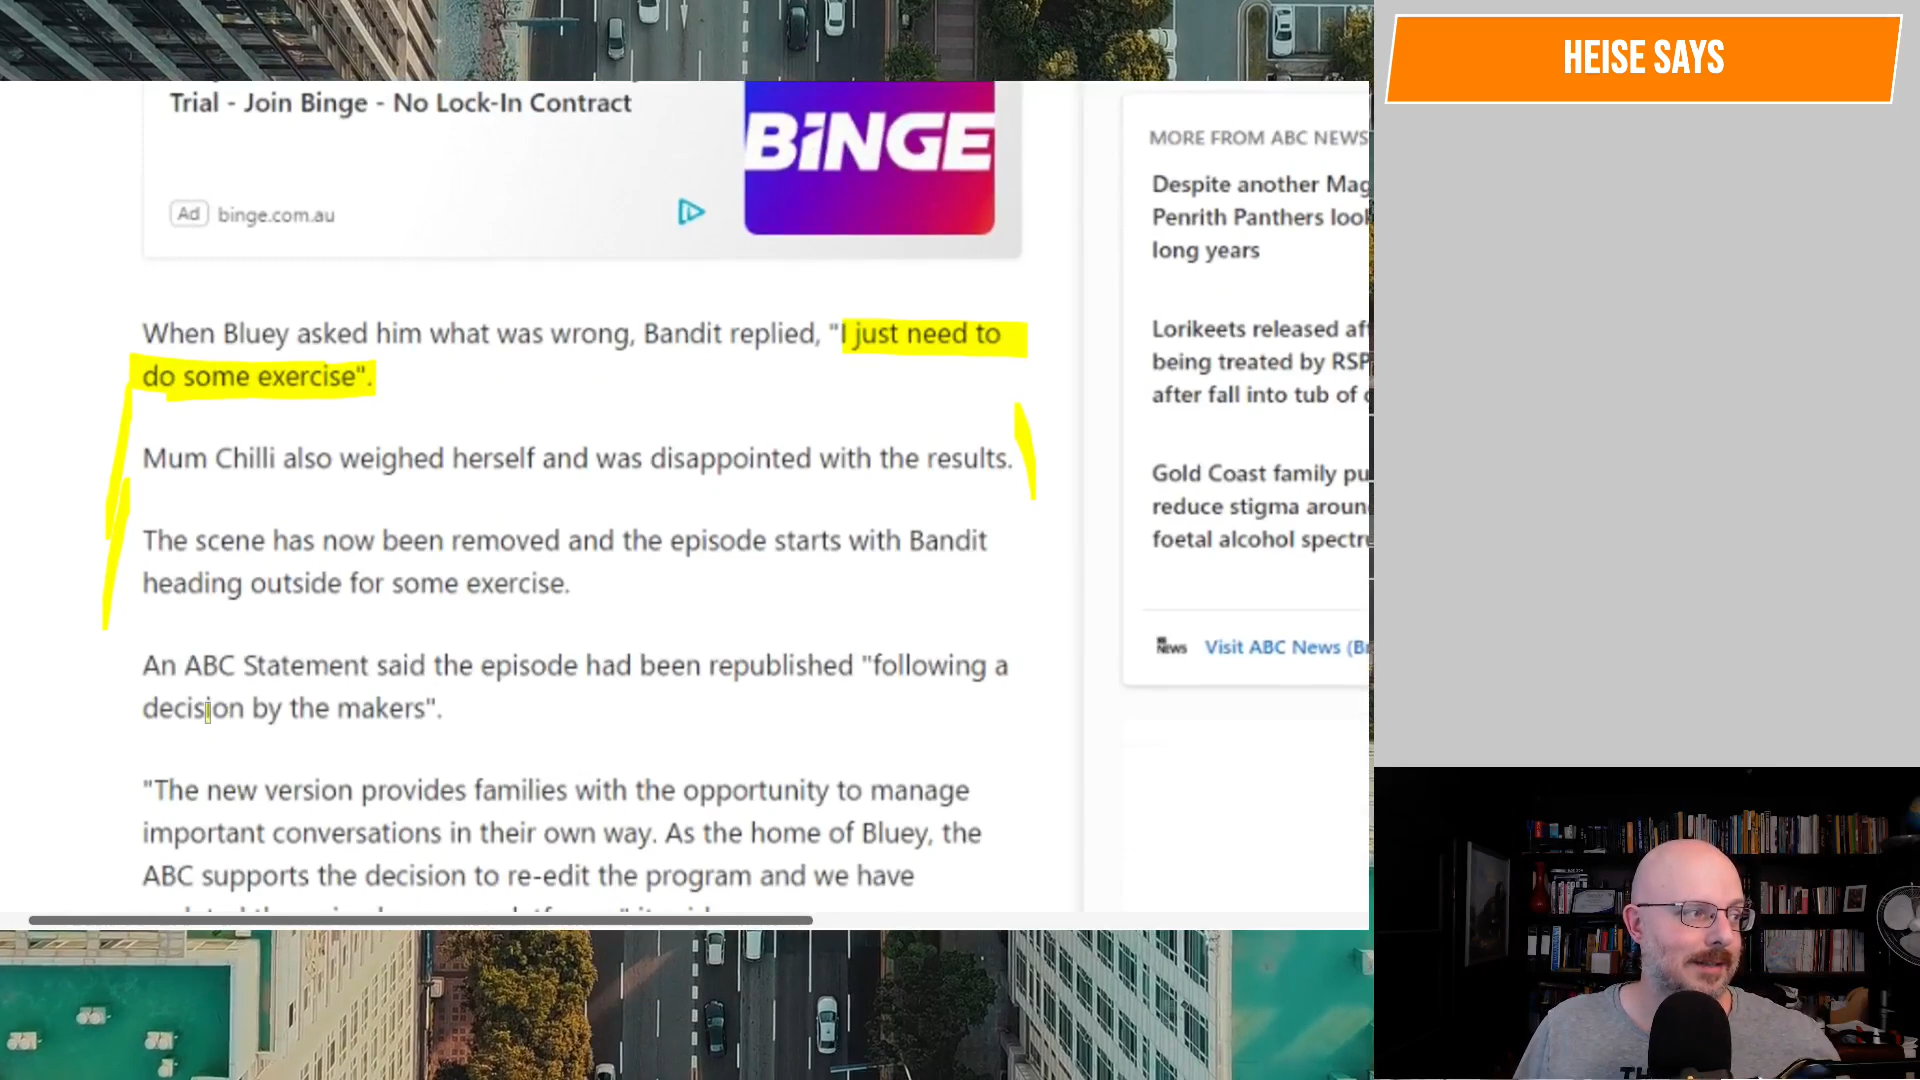 HEISE SAYS
Trial - Join Binge - No Lock-In Contract
BiNGE
Ad binge.com.au
When Bluey asked him what was wrong, Bandit replied, "I just need to
do some exercise".
Mum Chilli also weighed herself and was disappointed with the results.
The scene has now been removed and the episode starts with Bandit
heading outside for some exercise.
An ABC Statement said the episode had been republished "following a
decision by the makers".
"The new version provides families with the opportunity to manage
important conversations in their own way. As the home of Bluey, the
ABC supports the decision to re-edit the program and we have
MORE FROM ABC NEWS
Despite another Mag
Penrith Panthers look
long years
Lorikeets released aft
being treated by RSP
after fall into tub of
Gold Coast family pu
reduce stigma aroun
foetal alcohol spectr
NEWS Visit ABC News (Br